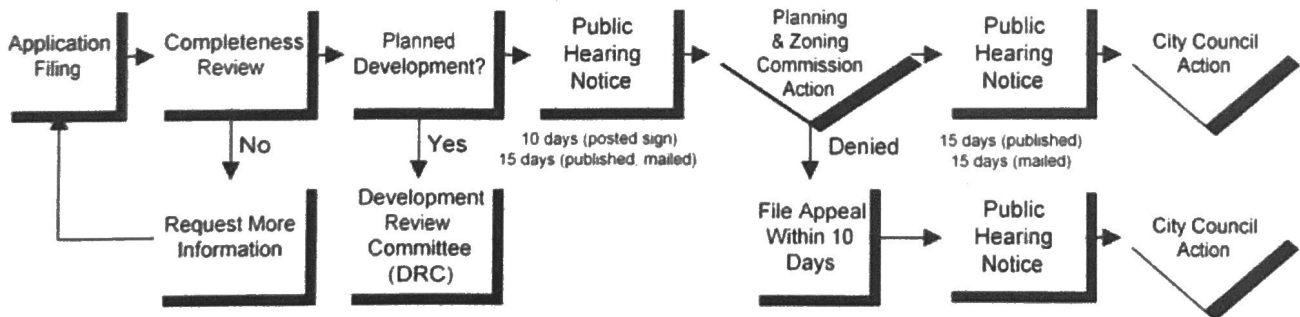 Application
Filing
Completeness
Review
Planned
Development?
Public
Hearing
Notice
Planning
& Zoning
Commission
Action
Public
Hearing
Notice
City Council
Action
No
Yes
10 days (posted sign)
15 days (published, mailed)
Denied
15 days (published)
15 days (mailed)
Request More
Information
Development
Review
Committee
(DRC)
File Appeal
Within 10
Days
Public
Hearing
Notice
City Council
Action